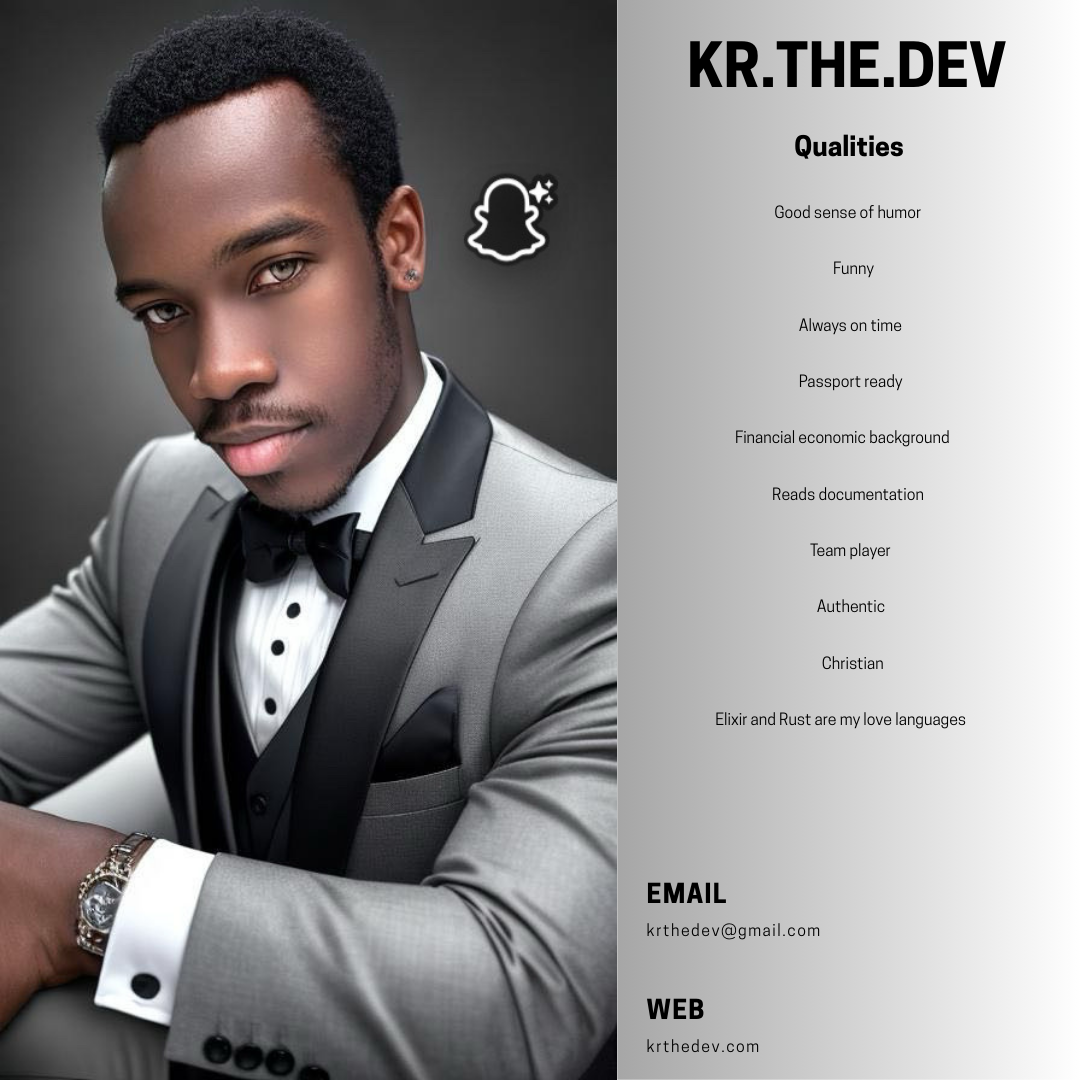 KR.THE.DEV
Qualities
Good sense of humor
Funny
Always on time
Passport ready
Financial economic background
Reads documentation
Team player
Authentic
Christian
Elixir and Rust are my love languages
EMAIL
krthedev@gmail.com
WEB
krthedev.com